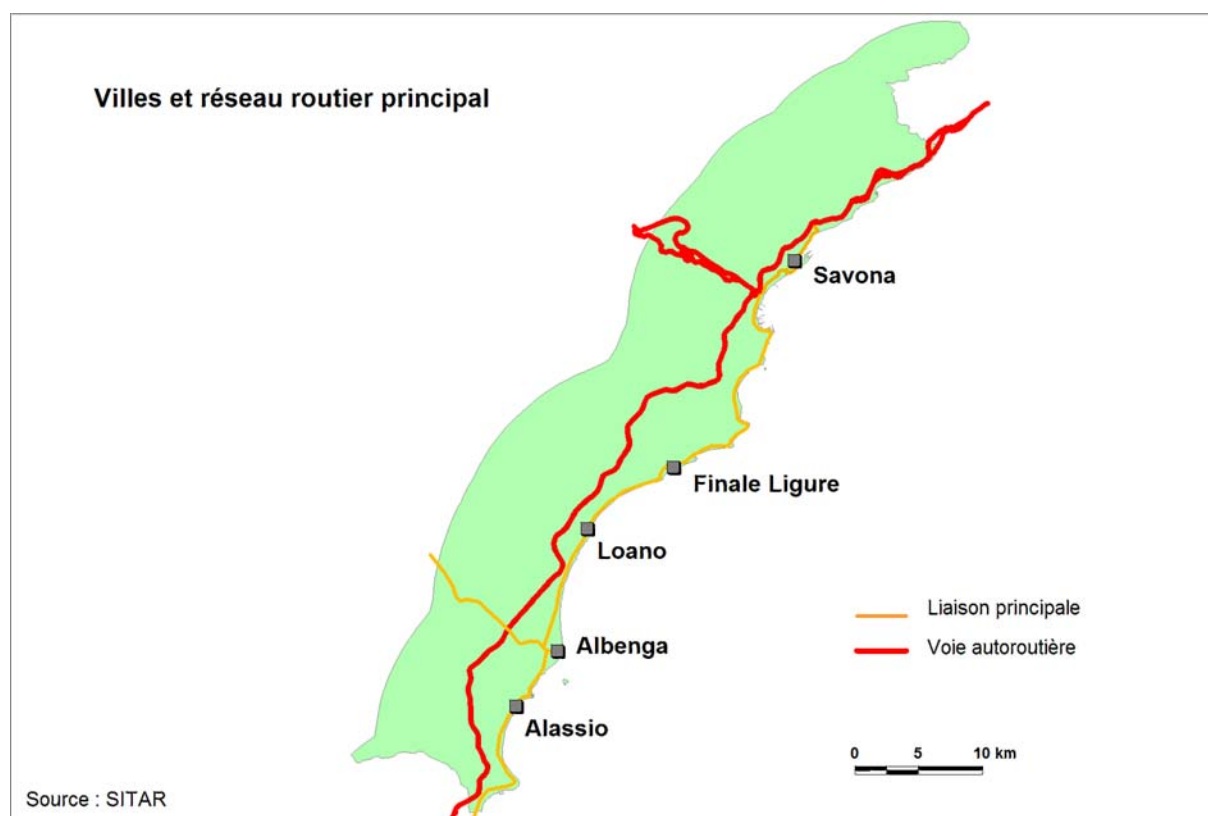 Villes et réseau routier principal
Savona
Finale Ligure
Loano
Albenga
Alassio
Liaison principale
Voie autoroutière
0 5 10 km
Source : SITAR